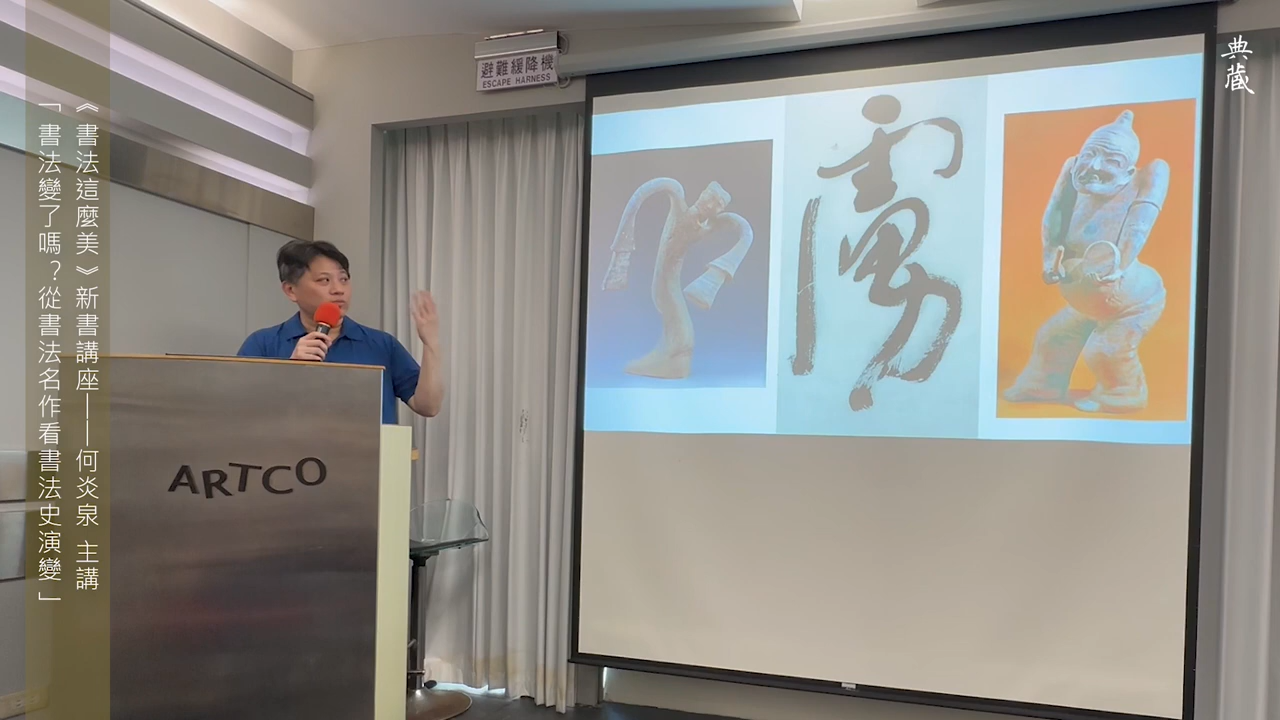 《書法這麼美》新書講座──何炎泉 主講
「書法變了嗎？從書法名作看書法史演變」
避難緩降機
ESCAPE HARNESS
典藏
ARTCO